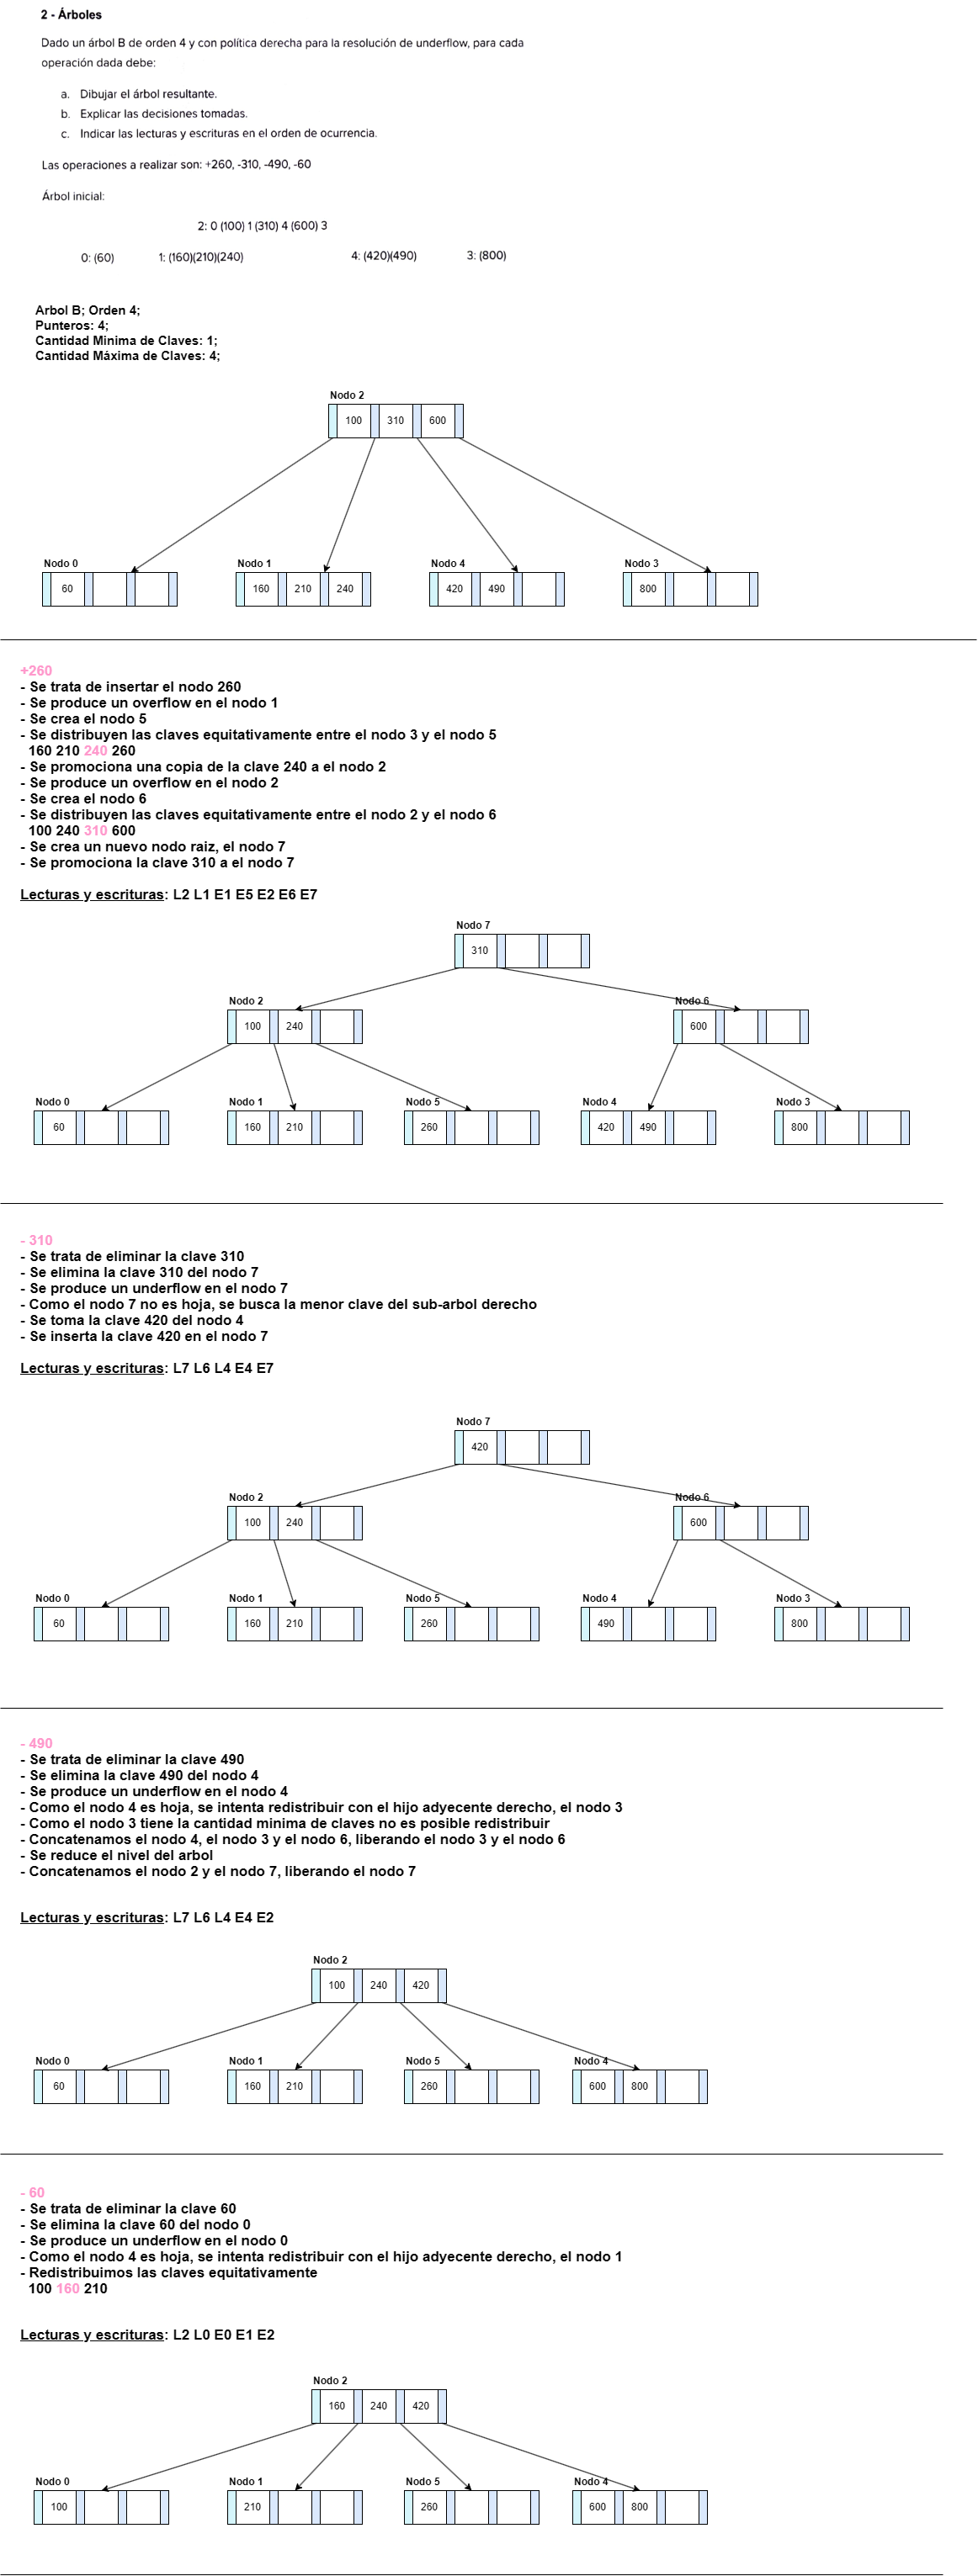 2 - Árboles
Dado un árbol B de orden 4 y con política derecha para la resolución de underflow, para cada
operación dada debe:
a. Dibujar el árbol resultante.
b. Explicar las decisiones tomadas.
c. Indicar las lecturas y escrituras en el orden de ocurrencia.
Las operaciones a realizar son: +260, -310, -490, -60
Árbol inicial:
2: 0 (100) 1 (310) 4 (600) 3
0: (60) 1: (160)(210)(240) 4: (420)(490) 3: (800)
Arbol B; Orden 4;
Punteros: 4;
Cantidad Minima de Claves: 1;
Cantidad Máxima de Claves: 4;
Nodo 2
100 310 600
Nodo 0 Nodo 1 Nodo 4 Nodo 3
60 160 210 240 420 490 800
+260
- Se trata de insertar el nodo 260
- Se produce un overflow en el nodo 1
- Se crea el nodo 5
- Se distribuyen las claves equitativamente entre el nodo 3 y el nodo 5
160 210 240 260
- Se promociona una copia de la clave 240 a el nodo 2
- Se produce un overflow en el nodo 2
- Se crea el nodo 6
- Se distribuyen las claves equitativamente entre el nodo 2 y el nodo 6
100 240 310 600
- Se crea un nuevo nodo raiz, el nodo 7
- Se promociona la clave 310 a el nodo 7
Lecturas y escrituras: L2 L1 E1 E5 E2 E6 E7
Nodo 7
310
Nodo 2 Nodo 6
100 240 600
Nodo 0 Nodo 1 Nodo 5 Nodo 4 Nodo 3
60 160 210 260 420 490 800
- 310
- Se trata de eliminar la clave 310
- Se elimina la clave 310 del nodo 7
- Se produce un underflow en el nodo 7
- Como el nodo 7 no es hoja, se busca la menor clave del sub-arbol derecho
- Se toma la clave 420 del nodo 4
- Se inserta la clave 420 en el nodo 7
Lecturas y escrituras: L7 L6 L4 E4 E7
Nodo 7
420
Nodo 2 Nodo 6
100 240 600
Nodo 0 Nodo 1 Nodo 5 Nodo 4 Nodo 3
60 160 210 260 490 800
- 490
- Se trata de eliminar la clave 490
- Se elimina la clave 490 del nodo 4
- Se produce un underflow en el nodo 4
- Como el nodo 4 es hoja, se intenta redistribuir con el hijo adyecente derecho, el nodo 3
- Como el nodo 3 tiene la cantidad minima de claves no es posible redistribuir
- Concatenamos el nodo 4, el nodo 3 y el nodo 6, liberando el nodo 3 y el nodo 6
- Se reduce el nivel del arbol
- Concatenamos el nodo 2 y el nodo 7, liberando el nodo 7
Lecturas y escrituras: L7 L6 L4 E4 E2
Nodo 2
100 240 420
Nodo 0 Nodo 1 Nodo 5 Nodo 4
60 160 210 260 600 800
- 60
- Se trata de eliminar la clave 60
- Se elimina la clave 60 del nodo 0
- Se produce un underflow en el nodo 0
- Como el nodo 4 es hoja, se intenta redistribuir con el hijo adyecente derecho, el nodo 1
- Redistribuimos las claves equitativamente
100 160 210
Lecturas y escrituras: L2 L0 E0 E1 E2
Nodo 2
160 240 420
Nodo 0 Nodo 1 Nodo 5 Nodo 4
100 210 260 600 800